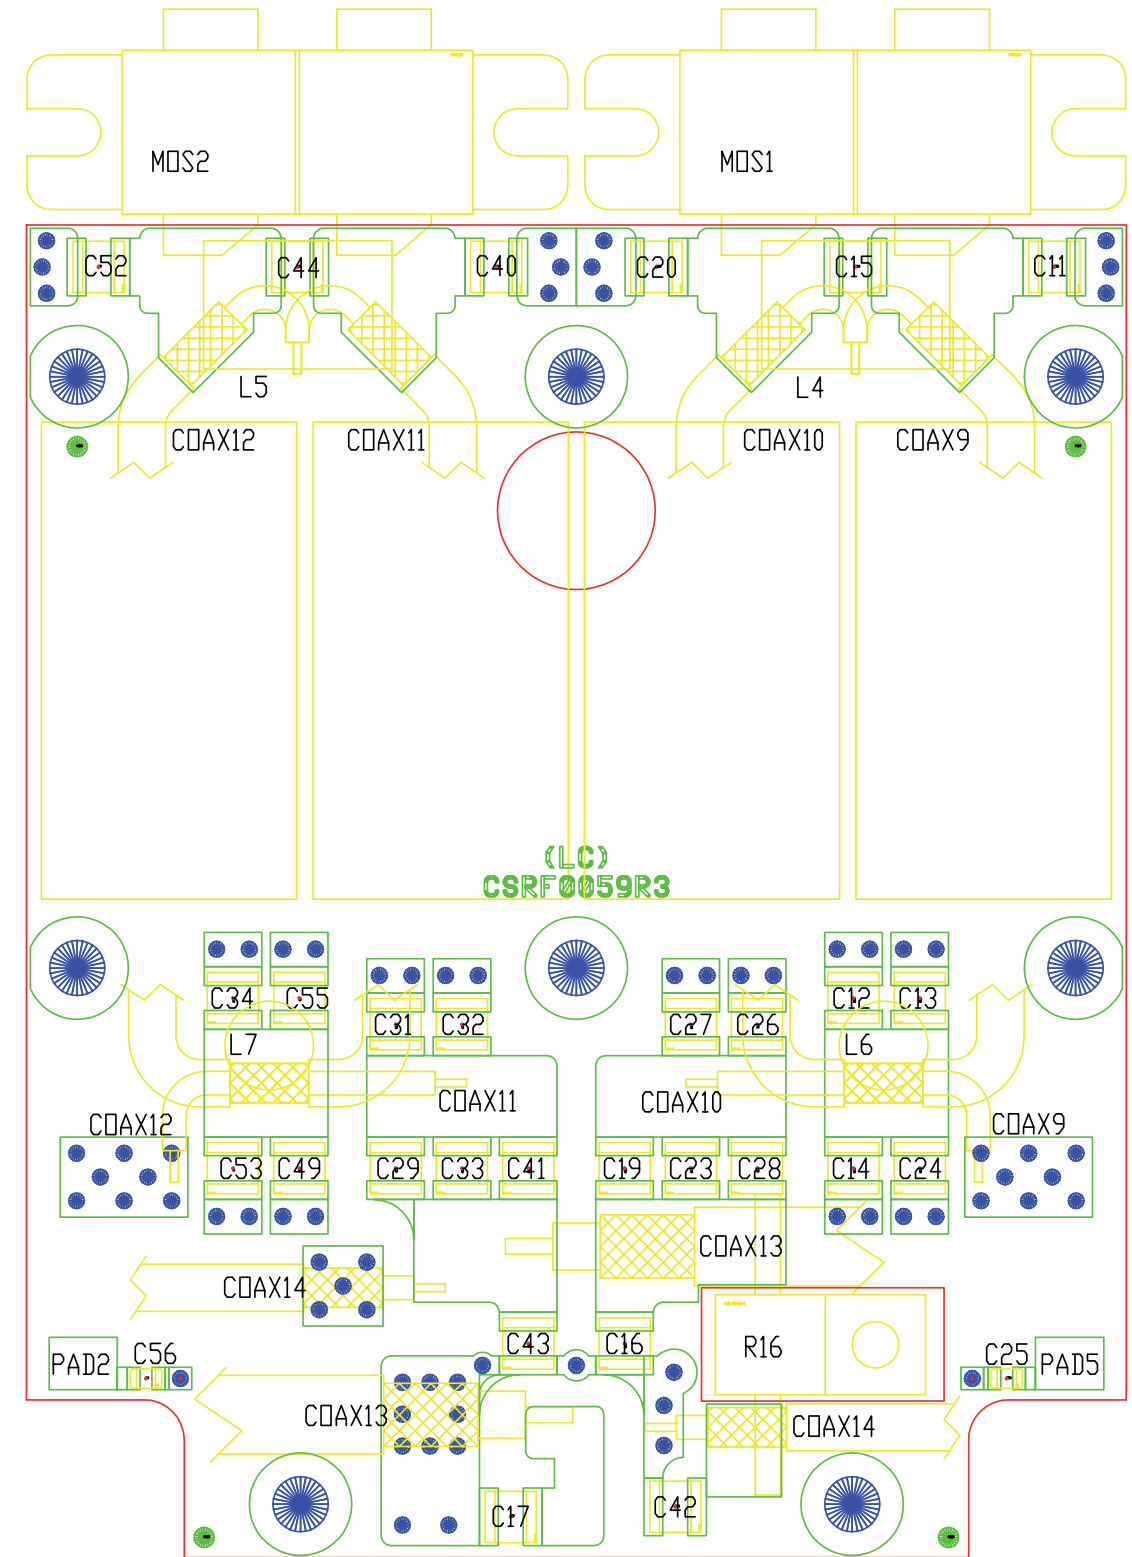 MOS2 MOS1
C52 C44 C40 C20 C15 C11
L5 L4
COAX12 COAX11 COAX10 COAX9
(LC)
CSRF0059R3
C34 C55 C12 C13
C31 C32 C27 C26
L7 L6
COAX11 COAX10
COAX12 COAX9
C53 C49 C29 C33 C41 C19 C23 C28 C14 C24
COAX13
COAX14
C43 C16 R16
PAD2 C56 C25 PAD5
COAX13 COAX14
C17 C42